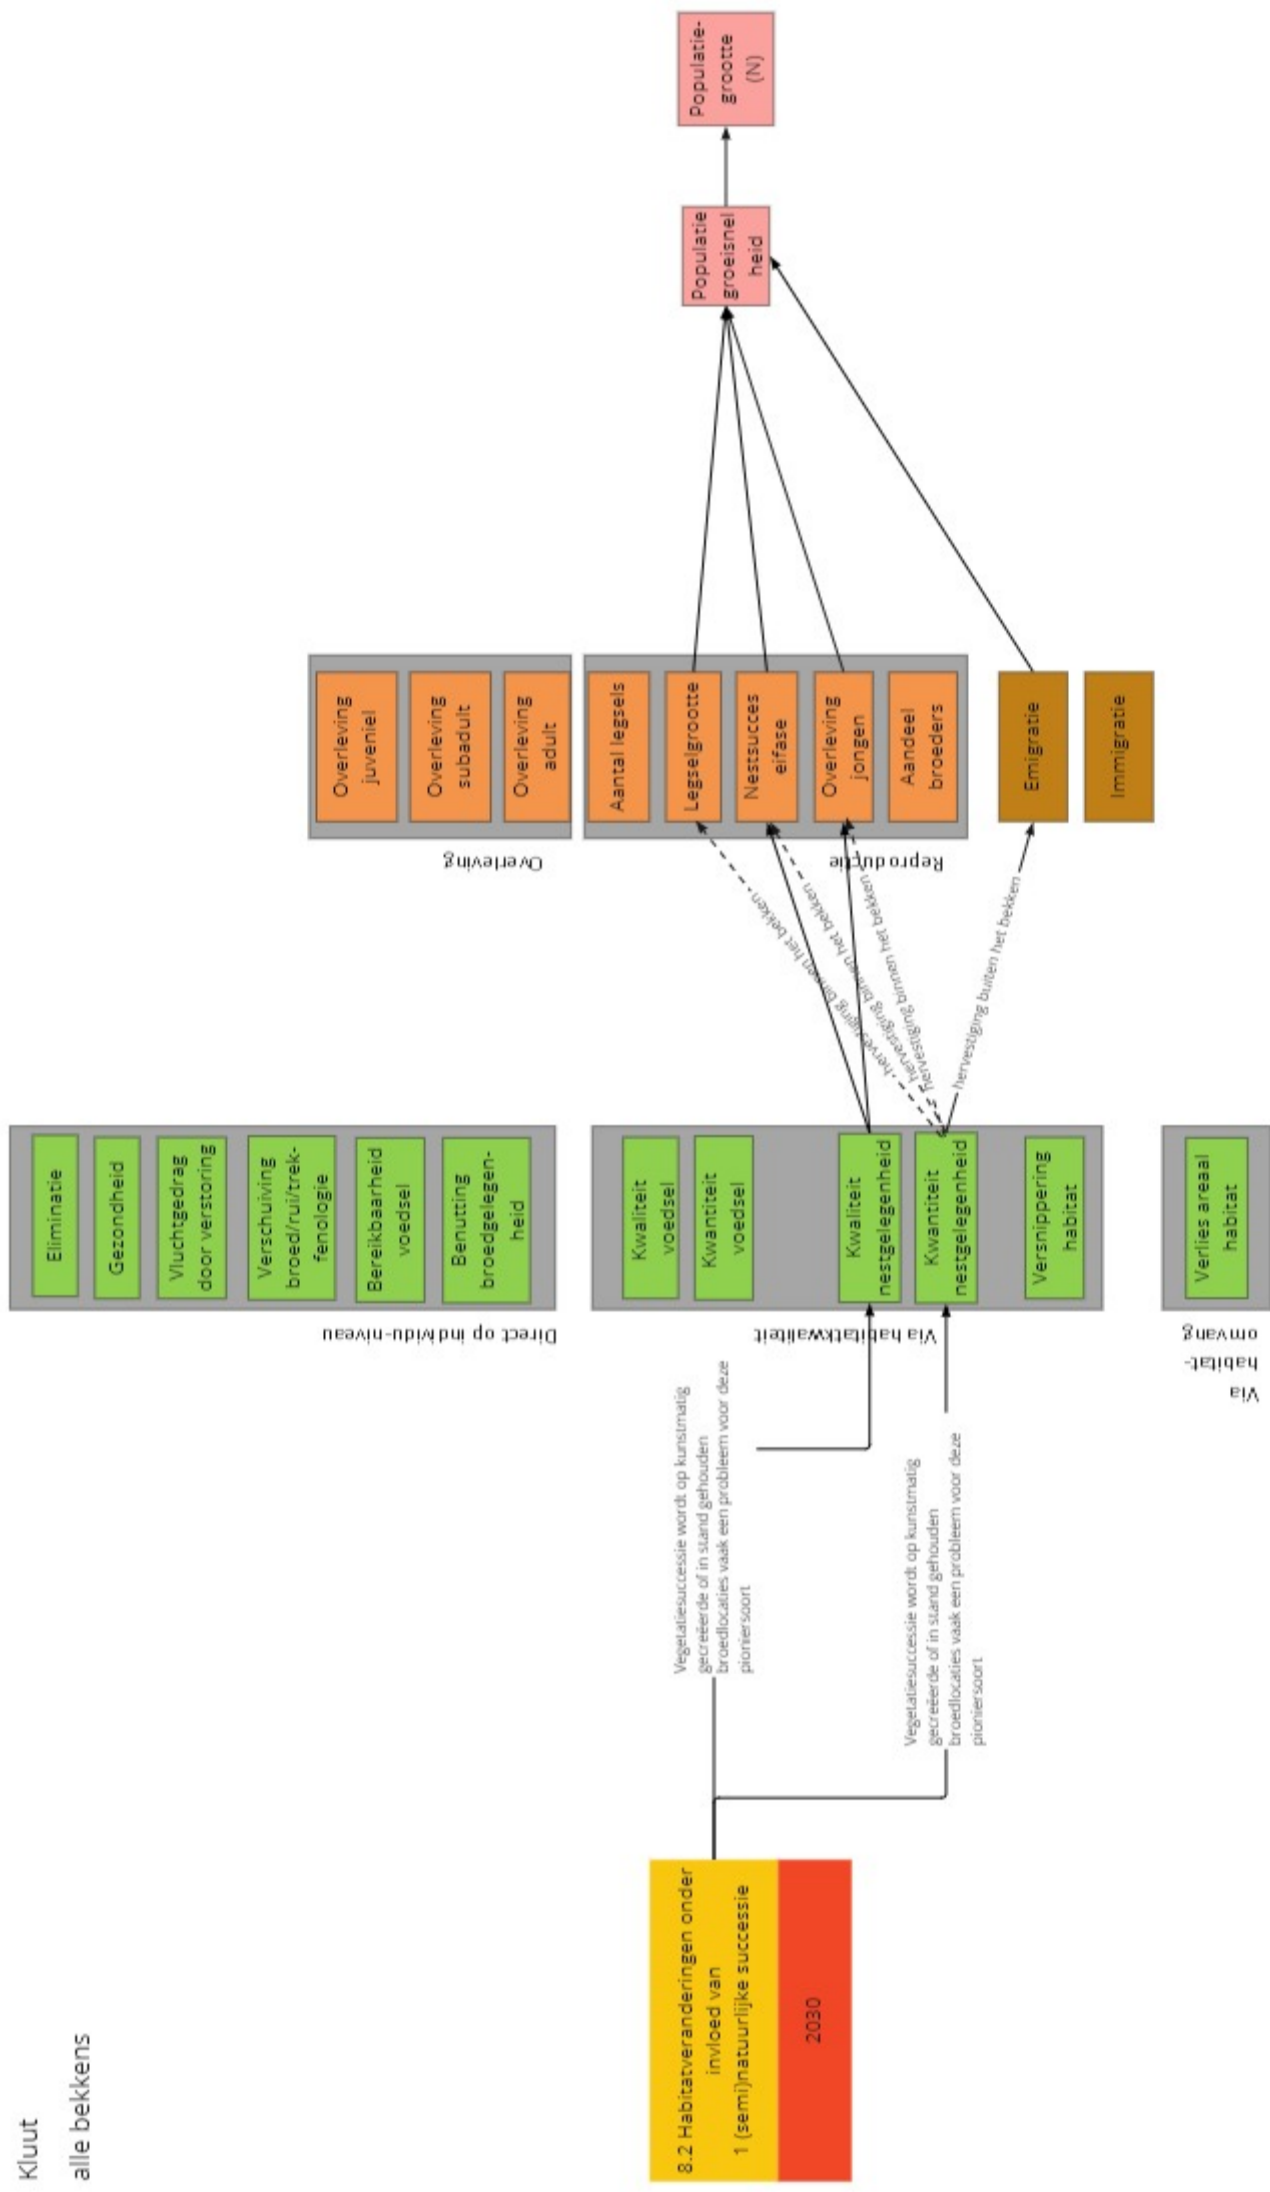 Kluut
alle bekkens
8.2 Habitatveranderingen onder
invloed van
1 (semi)natuurlijke successie
2030
Vegetatiesuccessie wordt op kunstmatig
gecreëerde of in stand gehouden
broedlocaties vaak een probleem voor deze
pioniersoort
Vegetatiesuccessie wordt op kunstmatig
gecreëerde of in stand gehouden
broedlocaties vaak een probleem voor deze
pioniersoort
Direct op individu-niveau
Eliminatie
Gezondheid
Vluchtgedrag
door verstoring
Verschuiving
broed/rui/trek-
fenologie
Bereikbaarheid
voedsel
Benutting
broedgelegen-
heid
Via habitatkwaliteit
Kwaliteit
voedsel
Kwantiteit
voedsel
Kwaliteit
nestgelegenheid
Kwantiteit
nestgelegenheid
Versnippering
habitat
Via
habitat-
omvang
Verlies areaal
habitat
hervestiging binnen het bekken
hervestiging binnen het bekken
hervestiging binnen het bekken
hervestiging buiten het bekken
Overleving
Overleving
juveniel
Overleving
subadult
Overleving
adult
Reproductie
Aantal legsels
Legselgrootte
Nestsucces
eifase
Overleving
jongen
Aandeel
broeders
Emigratie
Immigratie
Populatie
groeisnel
heid
Populatie-
grootte
(N)